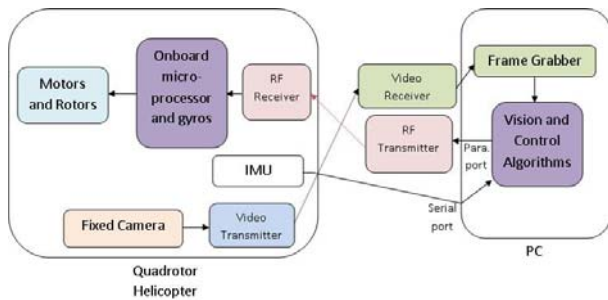 Motors
and Rotors
Onboard
micro-
processor
and gyros
RF
Receiver
IMU
Fixed Camera
Video
Transmitter
Quadrotor
Helicopter
Video
Receiver
RF
Transmitter
Frame Grabber
Vision and
Control
Algorithms
Para.
port
Serial
port
PC